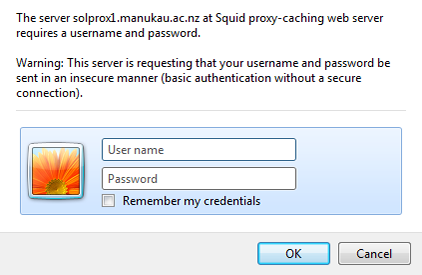 The server solprox1.manukau.ac.nz at Squid proxy-caching web server
requires a username and password.
Warning: This server is requesting that your username and password be
sent in an insecure manner (basic authentication without a secure
connection).
User name
Password
Remember my credentials
OK Cancel